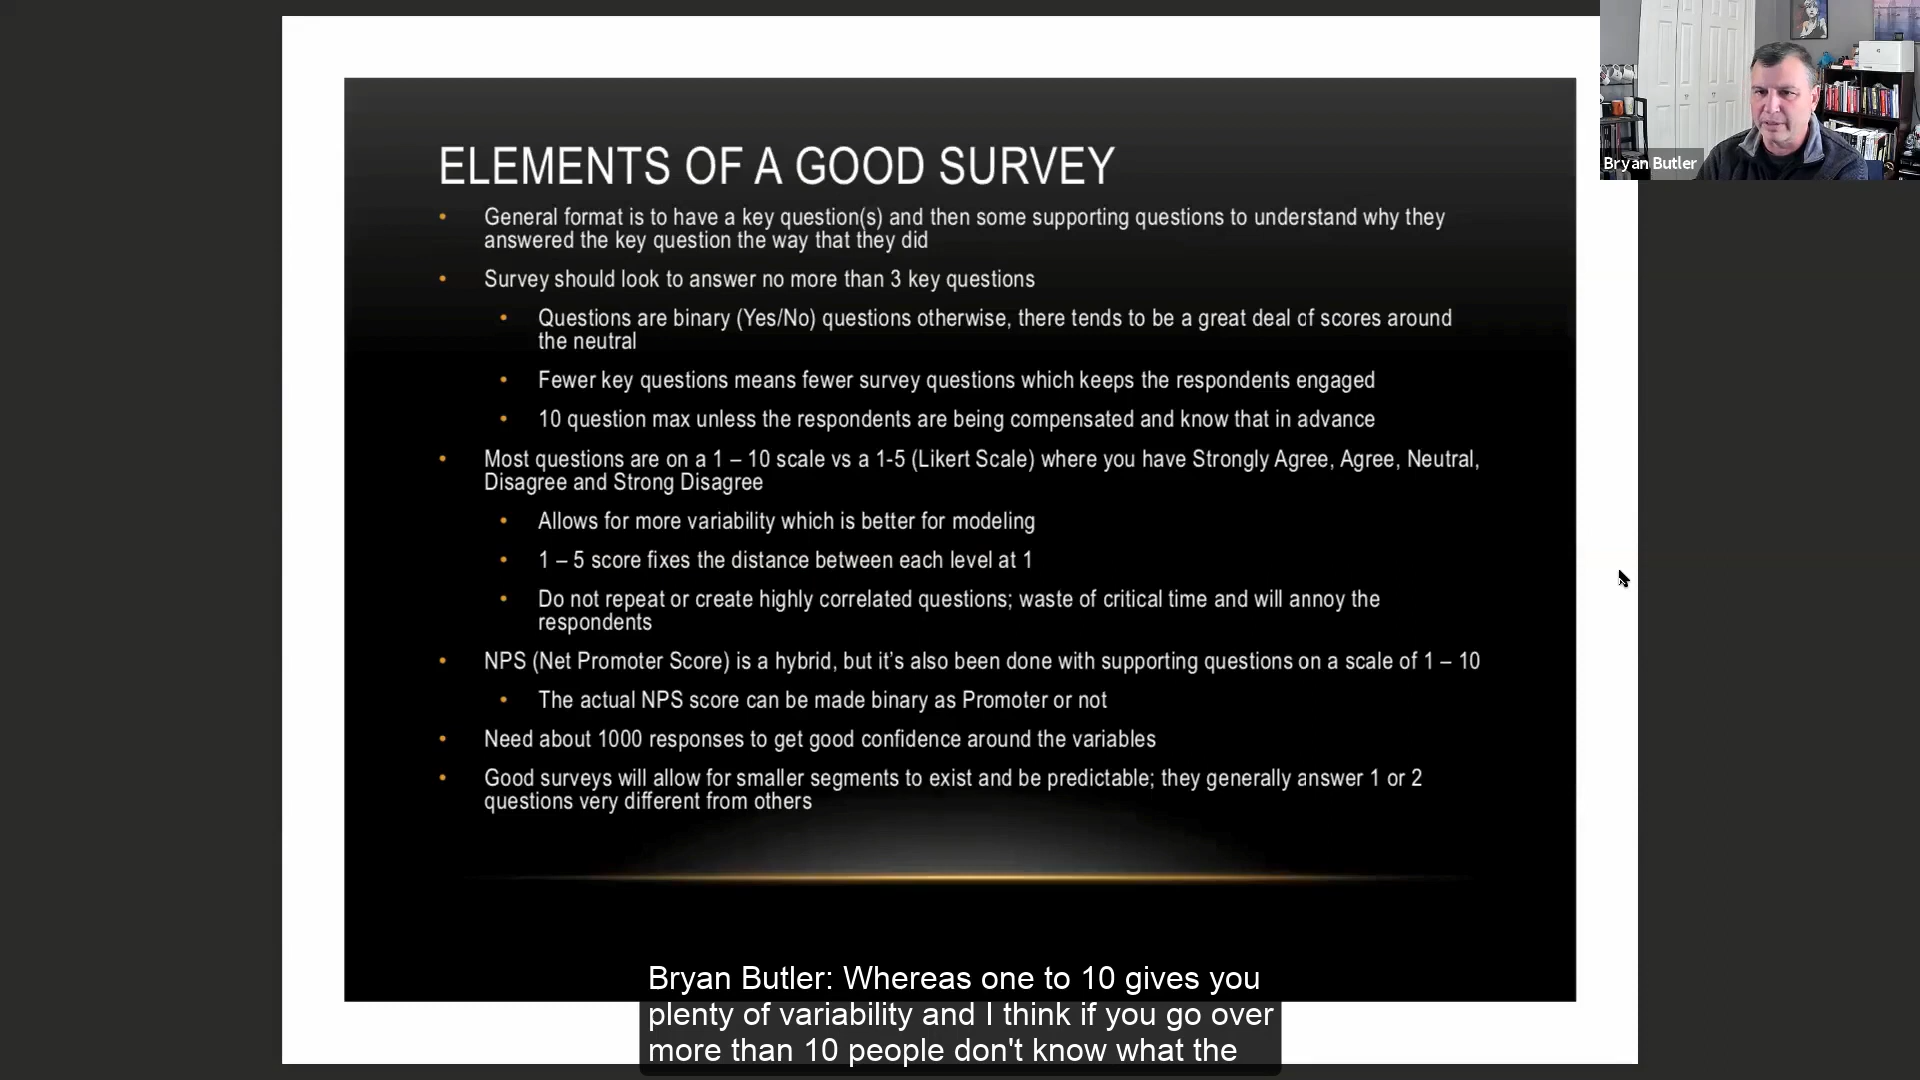 ELEMENTS OF A GOOD SURVEY
• General format is to have a key question(s) and then some supporting questions to understand why they
answered the key question the way that they did
• Survey should look to answer no more than 3 key questions
• Questions are binary (Yes/No) questions otherwise, there tends to be a great deal of scores around
the neutral
• Fewer key questions means fewer survey questions which keeps the respondents engaged
• 10 question max unless the respondents are being compensated and know that in advance
• Most questions are on a 1 – 10 scale vs a 1-5 (Likert Scale) where you have Strongly Agree, Agree, Neutral,
Disagree and Strong Disagree
• Allows for more variability which is better for modeling
• 1 – 5 score fixes the distance between each level at 1
• Do not repeat or create highly correlated questions; waste of critical time and will annoy the
respondents
• NPS (Net Promoter Score) is a hybrid, but it’s also been done with supporting questions on a scale of 1 – 10
• The actual NPS score can be made binary as Promoter or not
• Need about 1000 responses to get good confidence around the variables
• Good surveys will allow for smaller segments to exist and be predictable; they generally answer 1 or 2
questions very different from others
Bryan Butler
Bryan Butler: Whereas one to 10 gives you
plenty of variability and I think if you go over
more than 10 people don't know what the